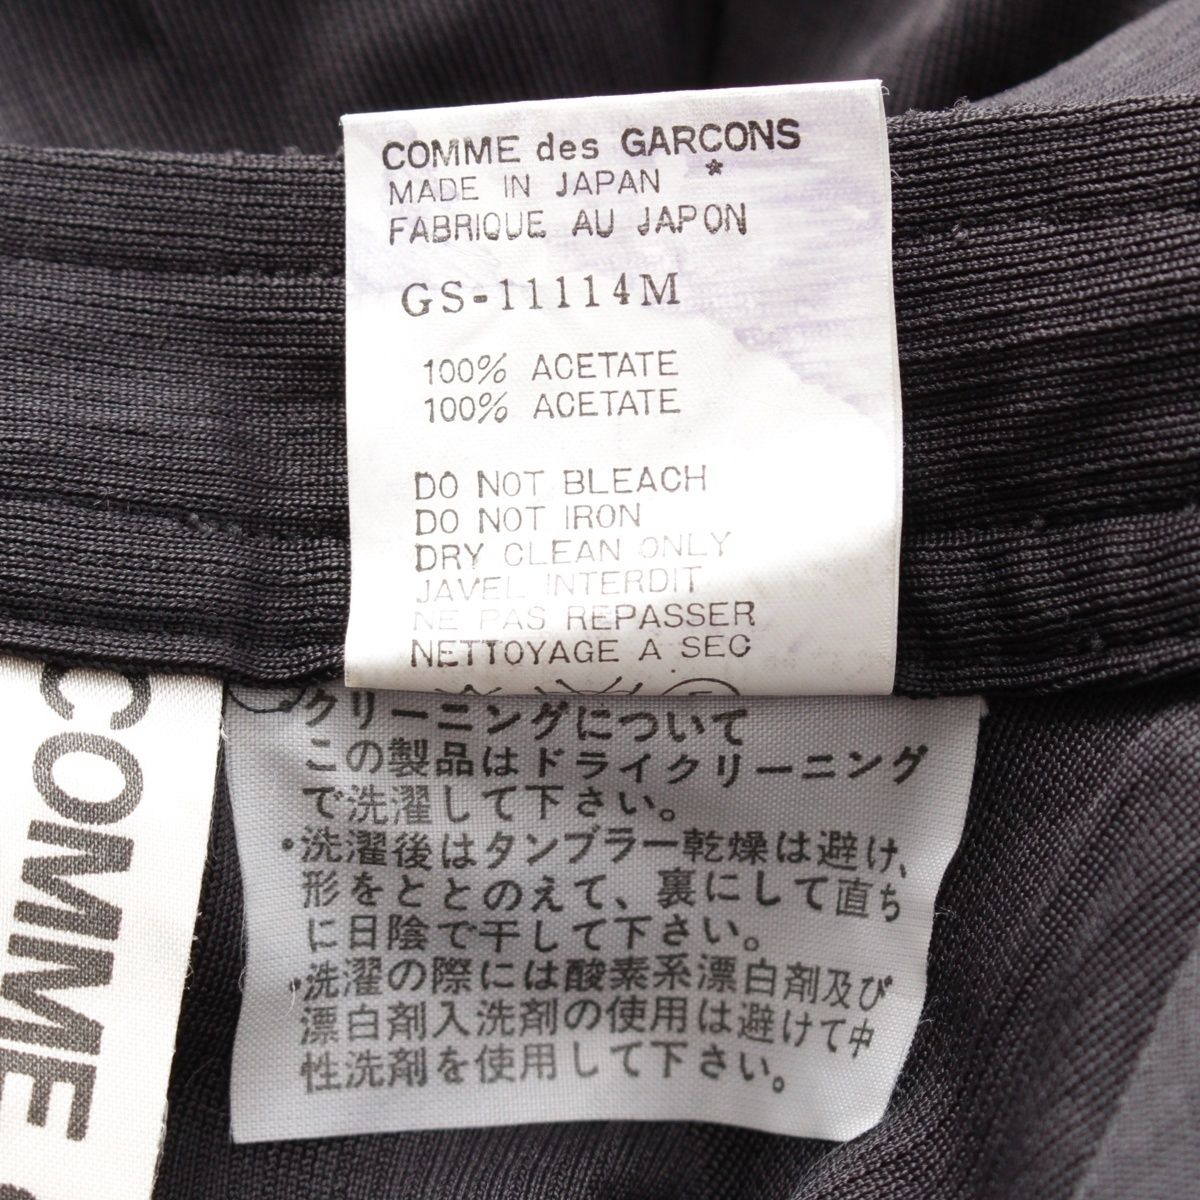 COMME des GARCONS
*
MADE IN JAPAN
FABRIQUE AU JAPON
GS-11114M
100% ACETATE
100% ACETATE
DO NOT BLEACH
DO NOT IRON
DRY CLEAN ONLY
JAVEL INTERDIT
NE PAS REPASSER
NETTOYAGE A SEC
クリーニングについて
この製品はドライクリーニング
で洗濯して下さい。
・洗濯後はタンブラー乾燥は避け、
形をととのえて、裏にして直ち
に日陰で干して下さい。
・洗濯の際には酸素系漂白剤及び
漂白剤入洗剤の使用は避けて中
性洗剤を使用して下さい。
COMME